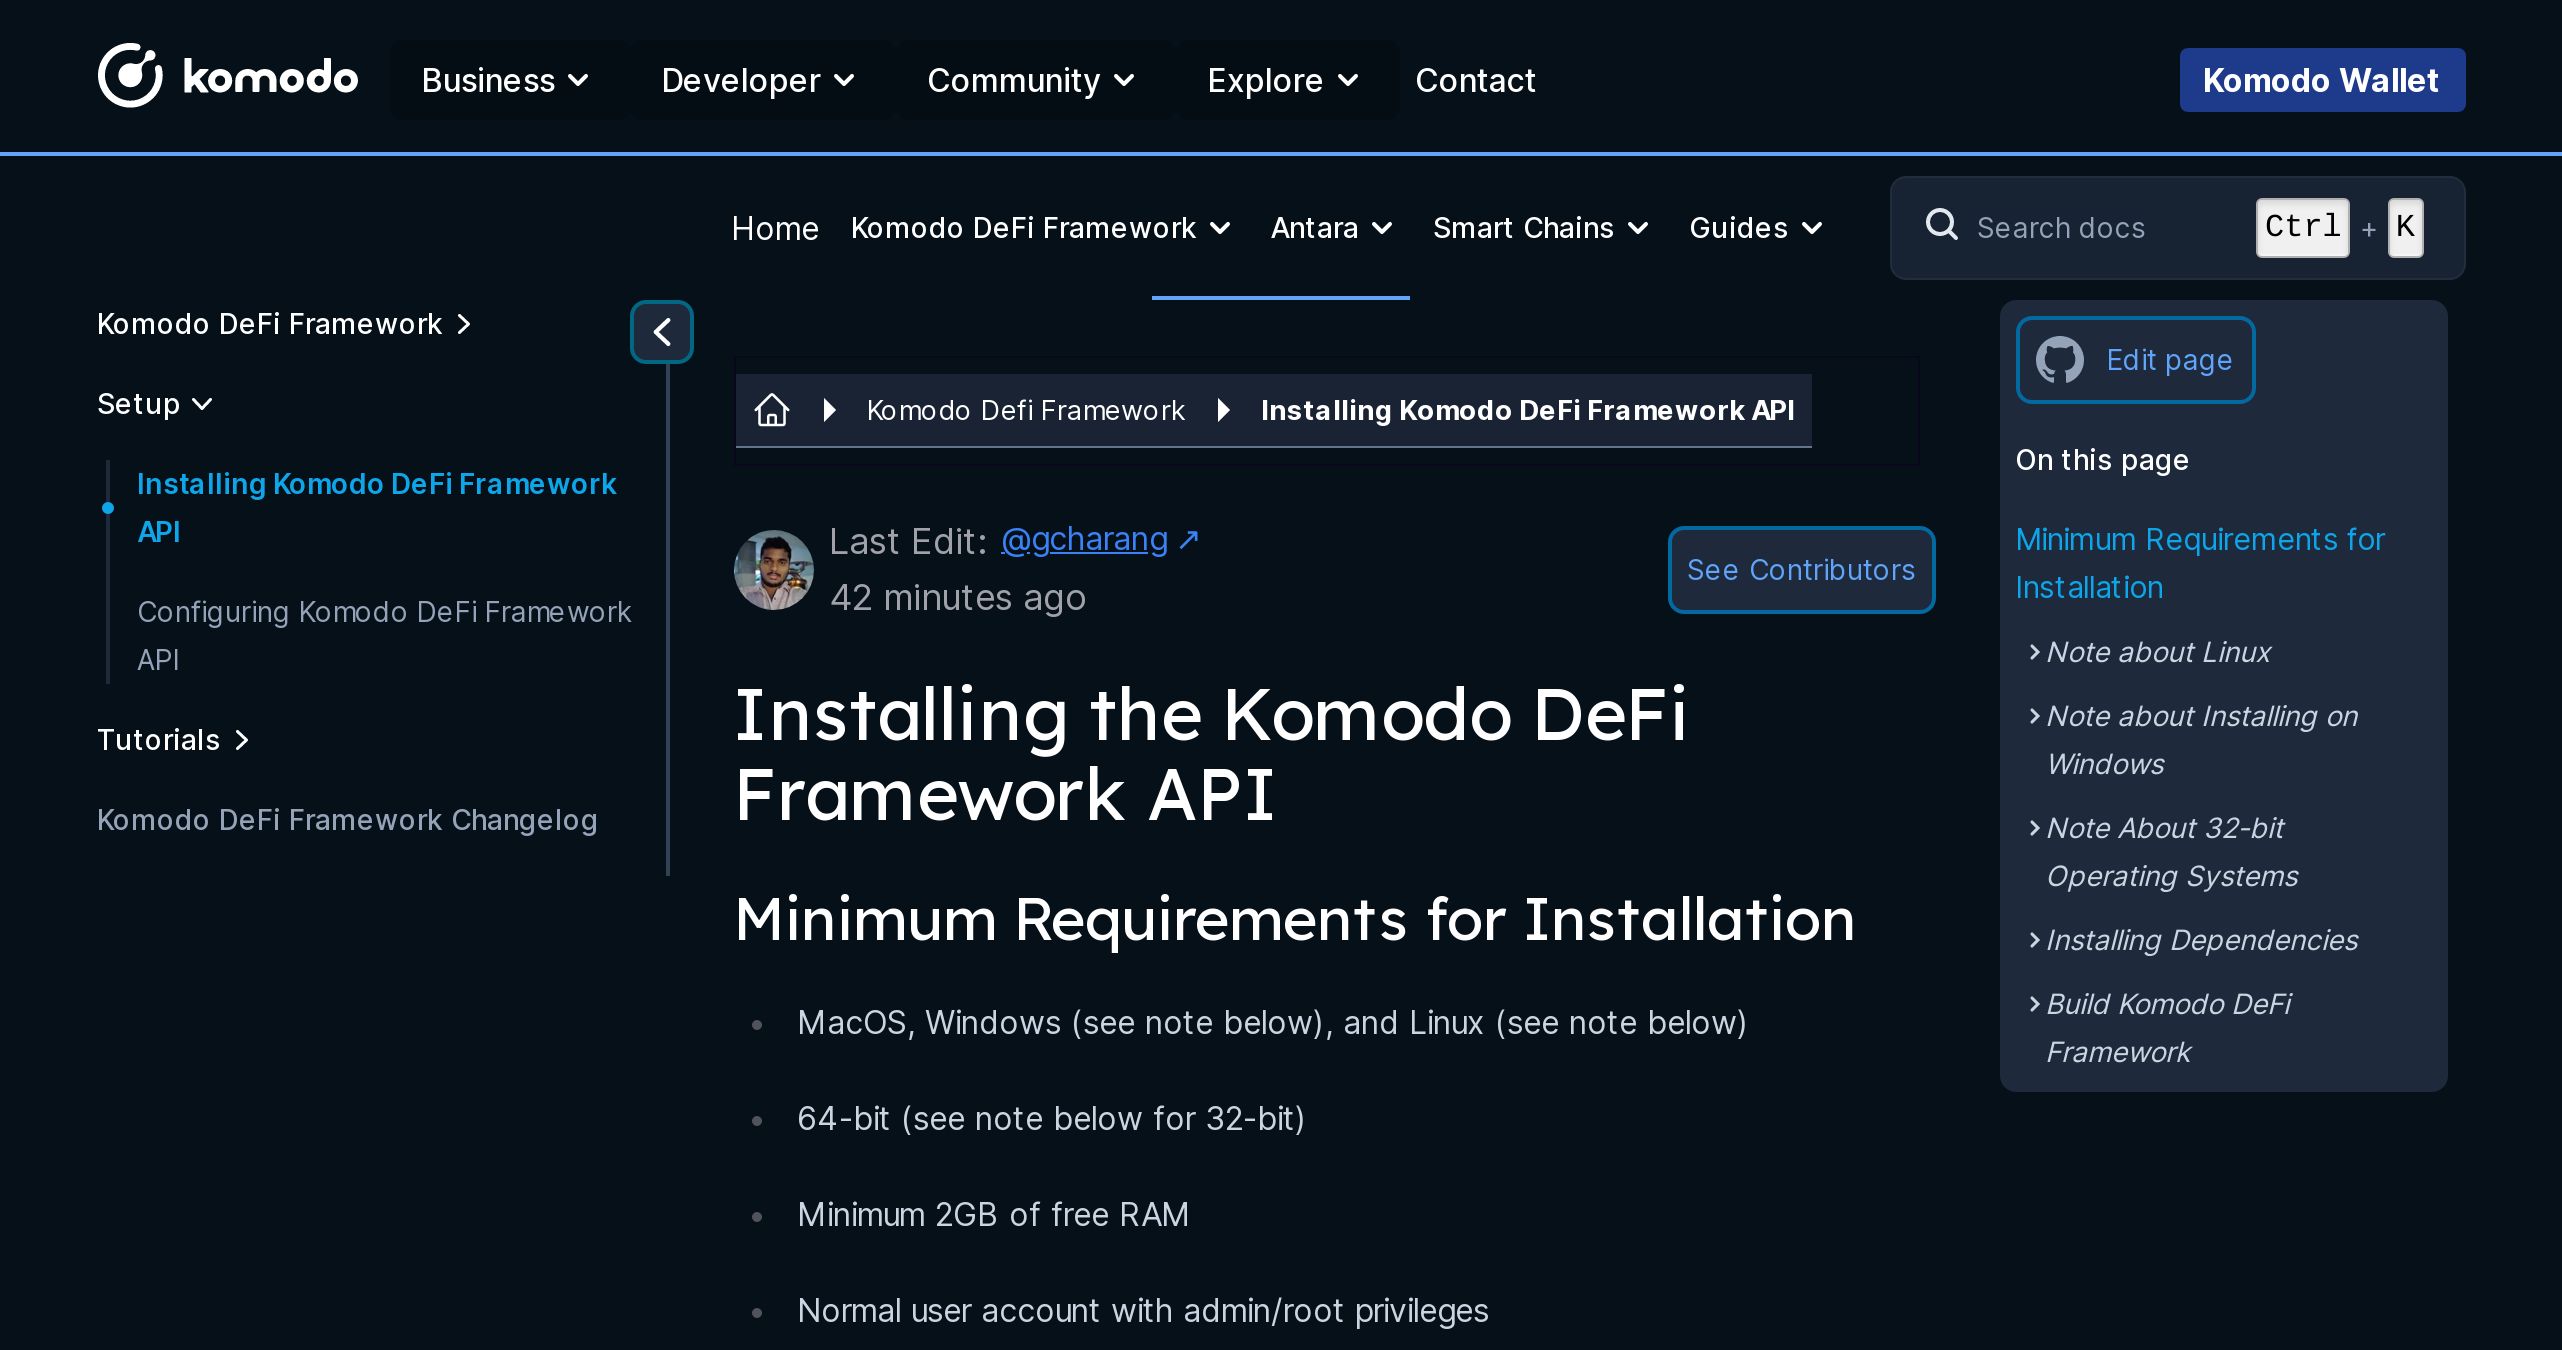 komodo
Business
Developer
Community
Explore
Contact
Komodo Wallet
Home
Komodo DeFi Framework
Antara
Smart Chains
Guides
Search docs
Ctrl + K
Komodo DeFi Framework
Setup
Installing Komodo DeFi Framework
API
Configuring Komodo DeFi Framework
API
Tutorials
Komodo DeFi Framework Changelog
Komodo Defi Framework
Installing Komodo DeFi Framework API
Last Edit: @gcharang ↗
42 minutes ago
See Contributors
Installing the Komodo DeFi
Framework API
Minimum Requirements for Installation
• MacOS, Windows (see note below), and Linux (see note below)
• 64-bit (see note below for 32-bit)
• Minimum 2GB of free RAM
• Normal user account with admin/root privileges
Edit page
On this page
Minimum Requirements for
Installation
Note about Linux
Note about Installing on
Windows
Note About 32-bit
Operating Systems
Installing Dependencies
Build Komodo DeFi
Framework